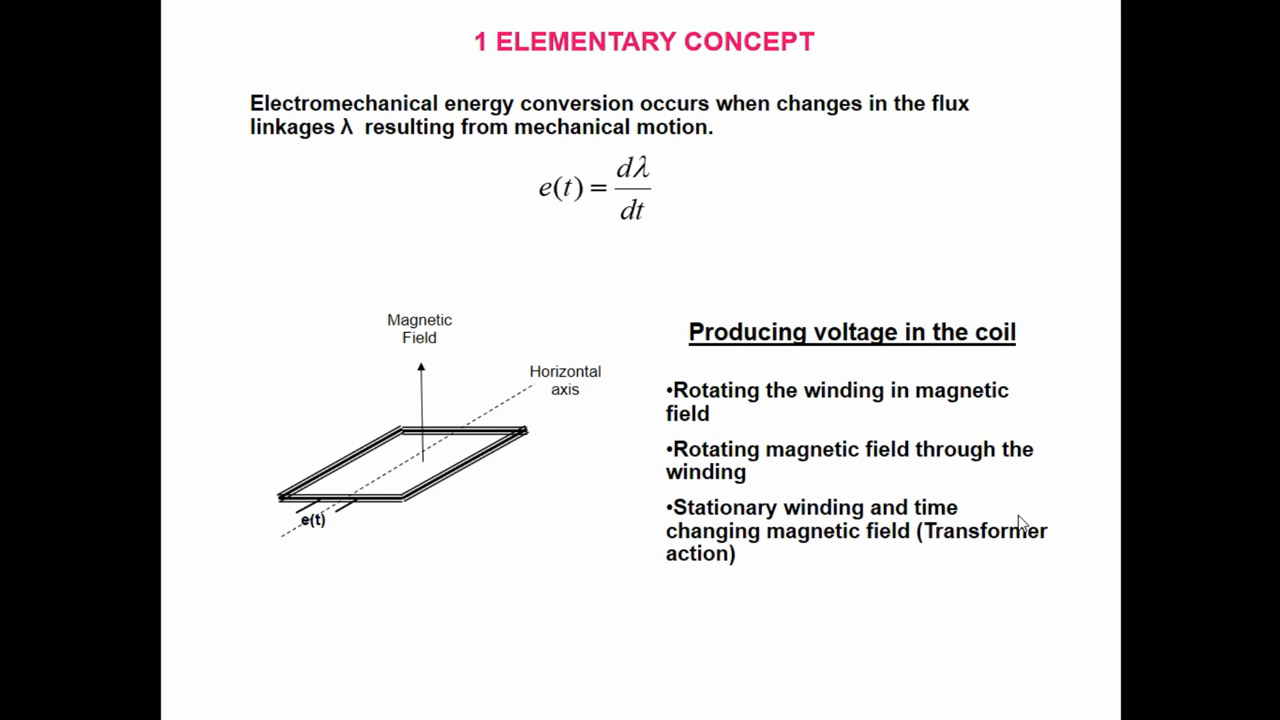 1 ELEMENTARY CONCEPT
Electromechanical energy conversion occurs when changes in the flux
linkages λ resulting from mechanical motion.
e(t) = dλ/dt
Magnetic
Field
Horizontal
axis
e(t)
Producing voltage in the coil
•Rotating the winding in magnetic
field
•Rotating magnetic field through the
winding
•Stationary winding and time
changing magnetic field (Transformer
action)